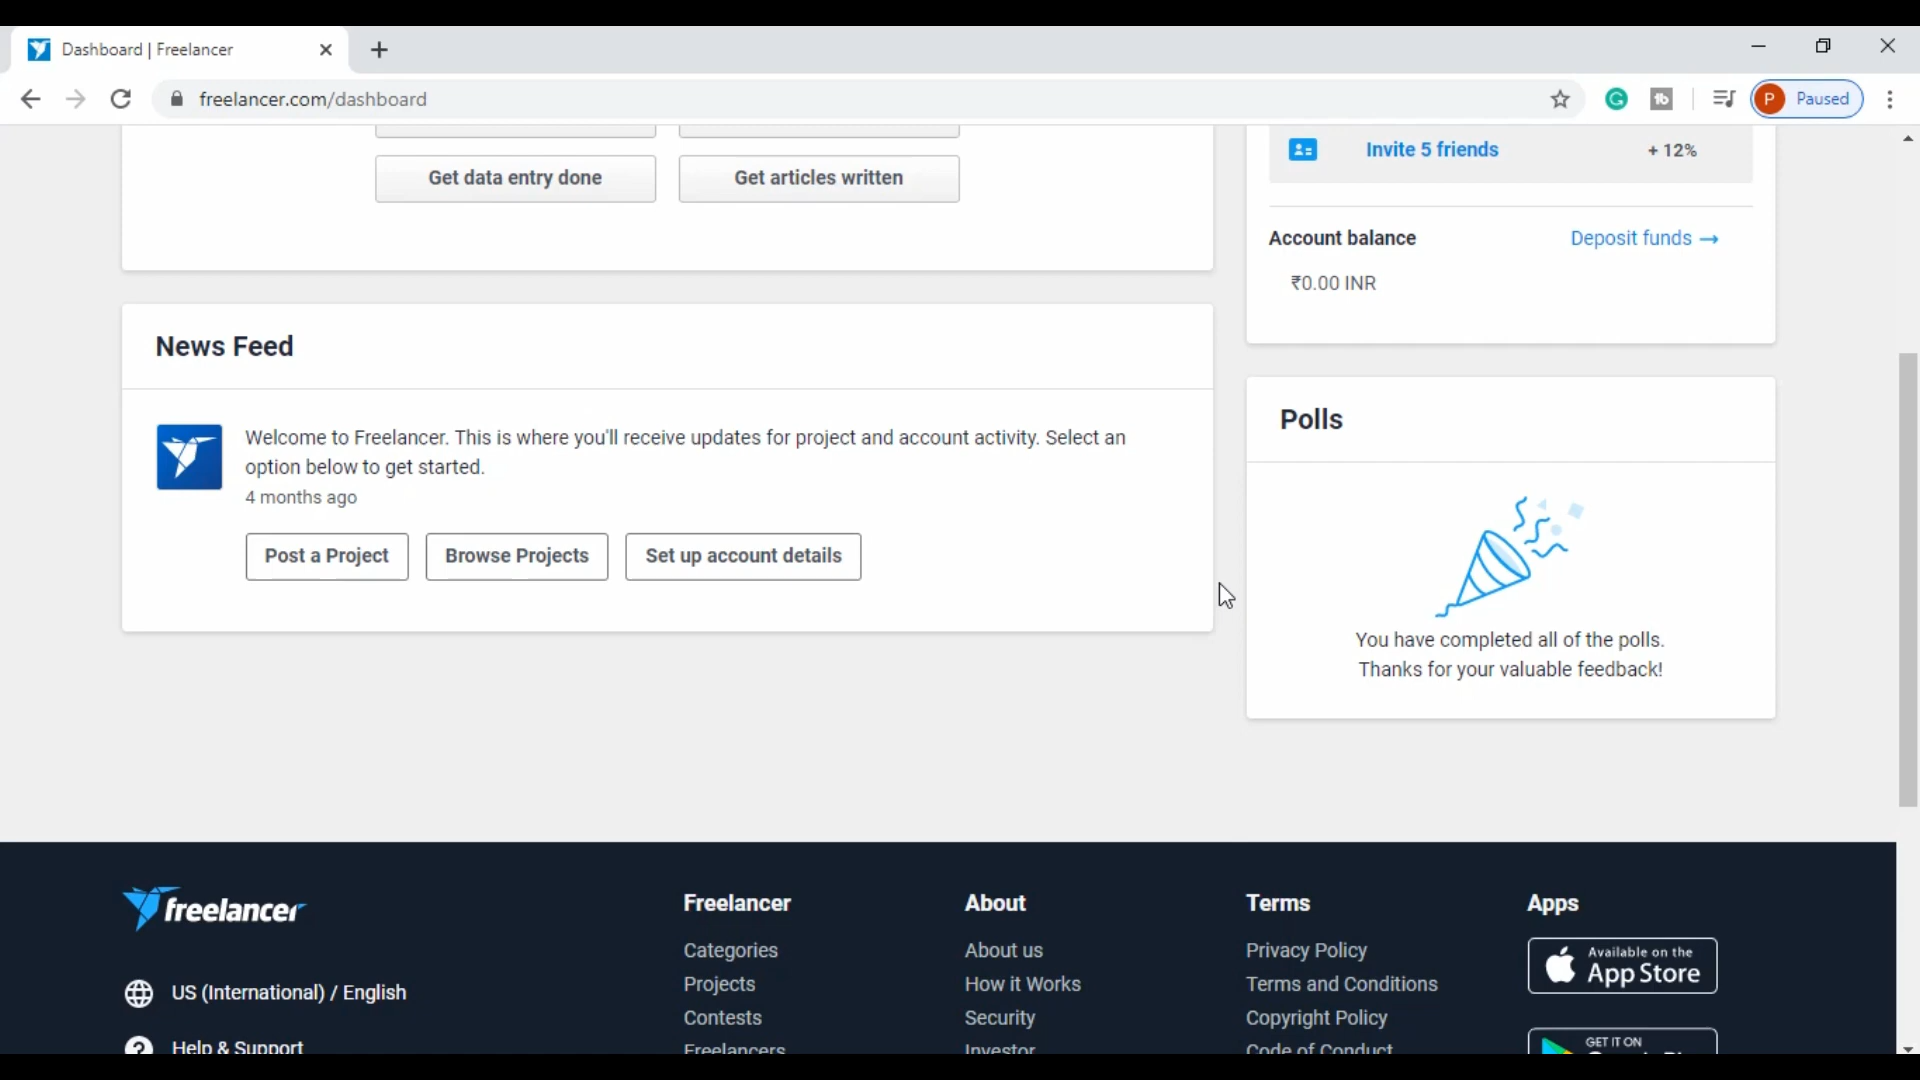 Dashboard | Freelancer
freelancer.com/dashboard
P Paused
Get data entry done
Get articles written
Invite 5 friends
+ 12%
Account balance
Deposit funds →
₹0.00 INR
News Feed
Welcome to Freelancer. This is where you'll receive updates for project and account activity. Select an
option below to get started.
4 months ago
Post a Project
Browse Projects
Set up account details
Polls
You have completed all of the polls.
Thanks for your valuable feedback!
freelancer
US (International) / English
Help & Support
Freelancer
Categories
Projects
Contests
Freelancers
About
About us
How it Works
Security
Investor
Terms
Privacy Policy
Terms and Conditions
Copyright Policy
Code of Conduct
Apps
Available on the
App Store
GET IT ON